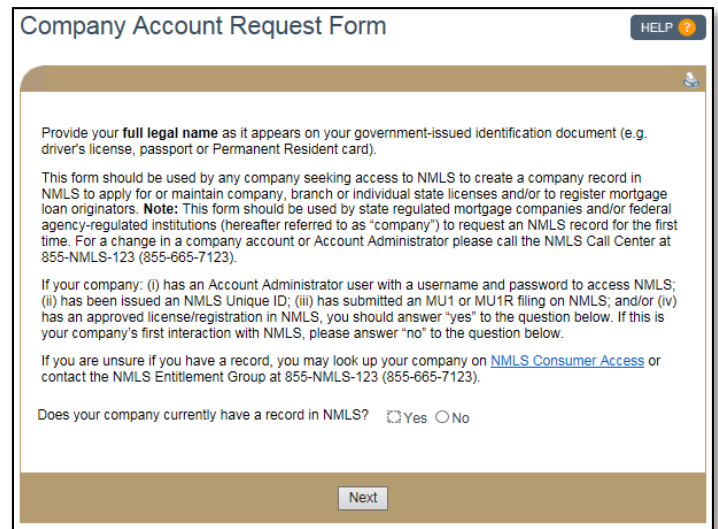 Company Account Request Form
HELP ?
Provide your full legal name as it appears on your government-issued identification document (e.g.
driver's license, passport or Permanent Resident card).
This form should be used by any company seeking access to NMLS to create a company record in
NMLS to apply for or maintain company, branch or individual state licenses and/or to register mortgage
loan originators. Note: This form should be used by state regulated mortgage companies and/or federal
agency-regulated institutions (hereafter referred to as “company”) to request an NMLS record for the first
time. For a change in a company account or Account Administrator please call the NMLS Call Center at
855-NMLS-123 (855-665-7123).
If your company: (i) has an Account Administrator user with a username and password to access NMLS;
(ii) has been issued an NMLS Unique ID; (iii) has submitted an MU1 or MU1R filing on NMLS; and/or (iv)
has an approved license/registration in NMLS, you should answer “yes” to the question below. If this is
your company’s first interaction with NMLS, please answer “no” to the question below.
If you are unsure if you have a record, you may look up your company on NMLS Consumer Access or
contact the NMLS Entitlement Group at 855-NMLS-123 (855-665-7123).
Does your company currently have a record in NMLS? Yes No
Next